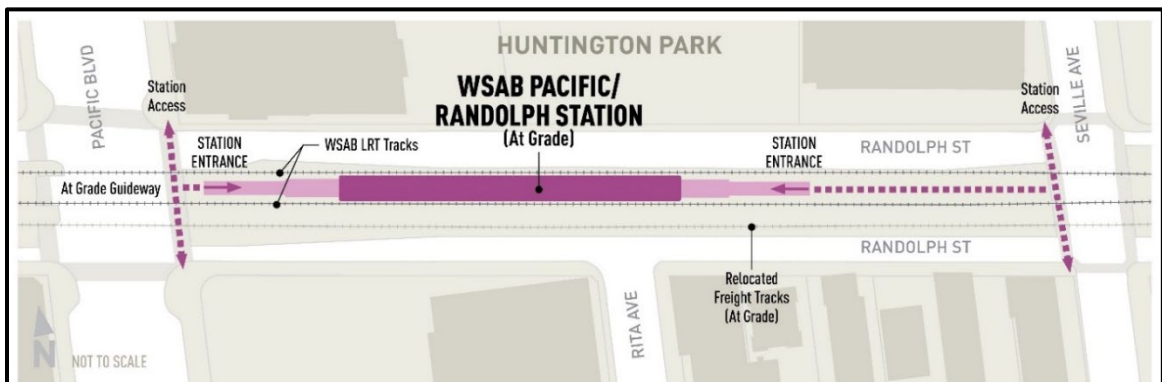 HUNTINGTON PARK
PACIFIC BLVD
Station
Access
WSAB PACIFIC/
RANDOLPH STATION
(At Grade)
Station
Access
SEVILLE AVE
STATION
ENTRANCE
WSAB LRT Tracks
STATION
ENTRANCE
RANDOLPH ST
At Grade Guideway
RANDOLPH ST
RITA AVE
Relocated
Freight Tracks
(At Grade)
N
NOT TO SCALE